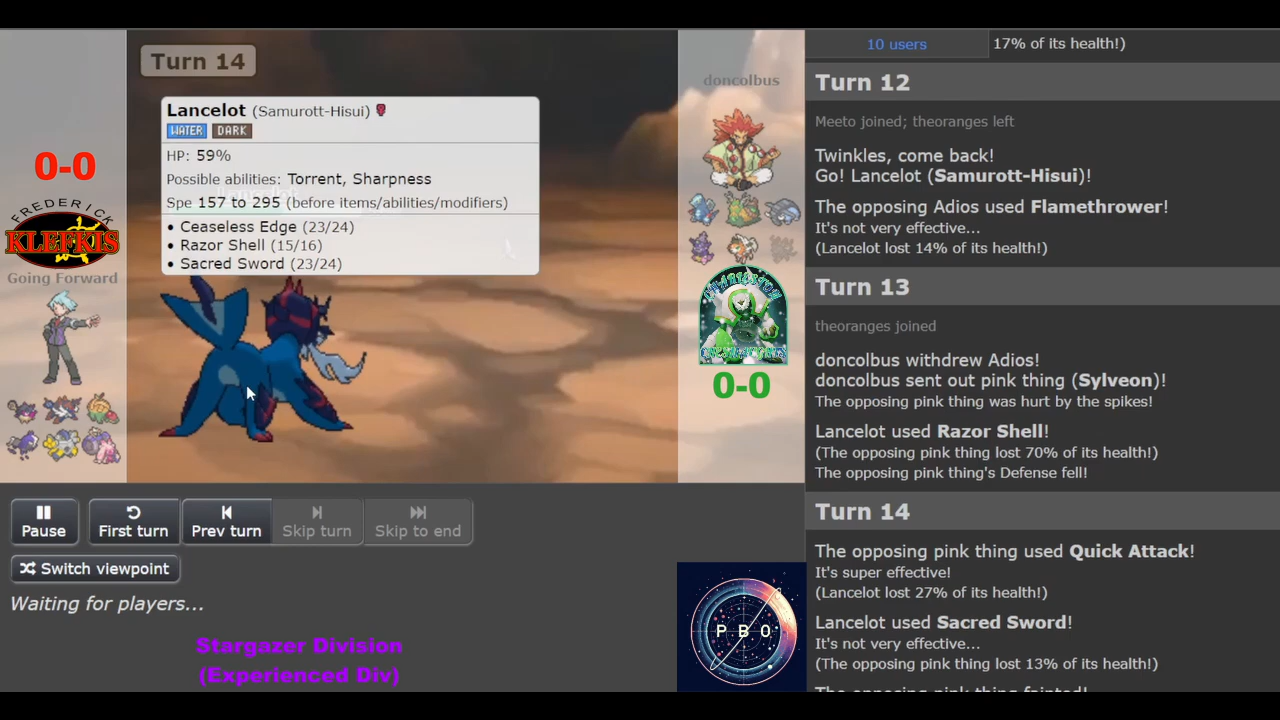 Turn 14
Lancelot (Samurott-Hisui)
WATER DARK
HP: 59%
Possible abilities: Torrent, Sharpness
Spe 157 to 295 (before items/abilities/modifiers)
• Ceaseless Edge (23/24)
• Razor Shell (15/16)
• Sacred Sword (23/24)
0-0
FREDERICK
KLEFKIS
Going Forward
doncolbus
0-0
Pause
First turn
Prev turn
Skip turn
Skip to end
Switch viewpoint
Waiting for players...
Stargazer Division
(Experienced Div)
P B O
10 users
17% of its health!)
Turn 12
Meeto joined; theoranges left
Twinkles, come back!
Go! Lancelot (Samurott-Hisui)!
The opposing Adios used Flamethrower!
It's not very effective...
(Lancelot lost 14% of its health!)
Turn 13
theoranges joined
doncolbus withdrew Adios!
doncolbus sent out pink thing (Sylveon)!
The opposing pink thing was hurt by the spikes!
Lancelot used Razor Shell!
(The opposing pink thing lost 70% of its health!)
The opposing pink thing's Defense fell!
Turn 14
The opposing pink thing used Quick Attack!
It's super effective!
(Lancelot lost 27% of its health!)
Lancelot used Sacred Sword!
It's not very effective...
(The opposing pink thing lost 13% of its health!)
The opposing pink thing fainted!